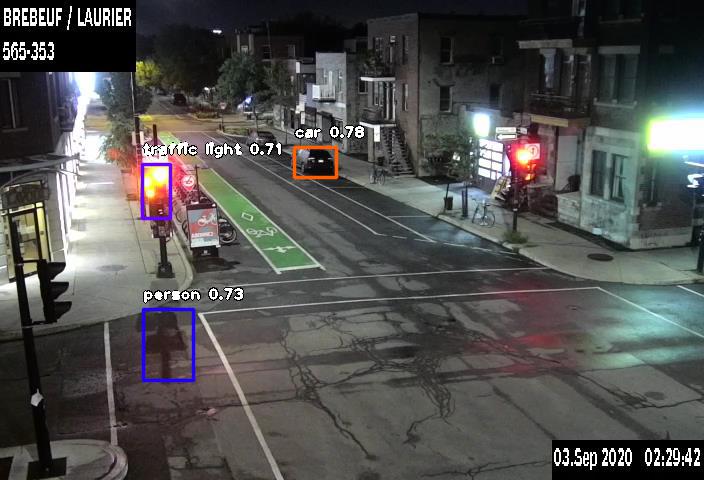 BREBEUF / LAURIER
565-353
car 0.78
traffic light 0.71
person 0.73
03.Sep 2020 02:29:42